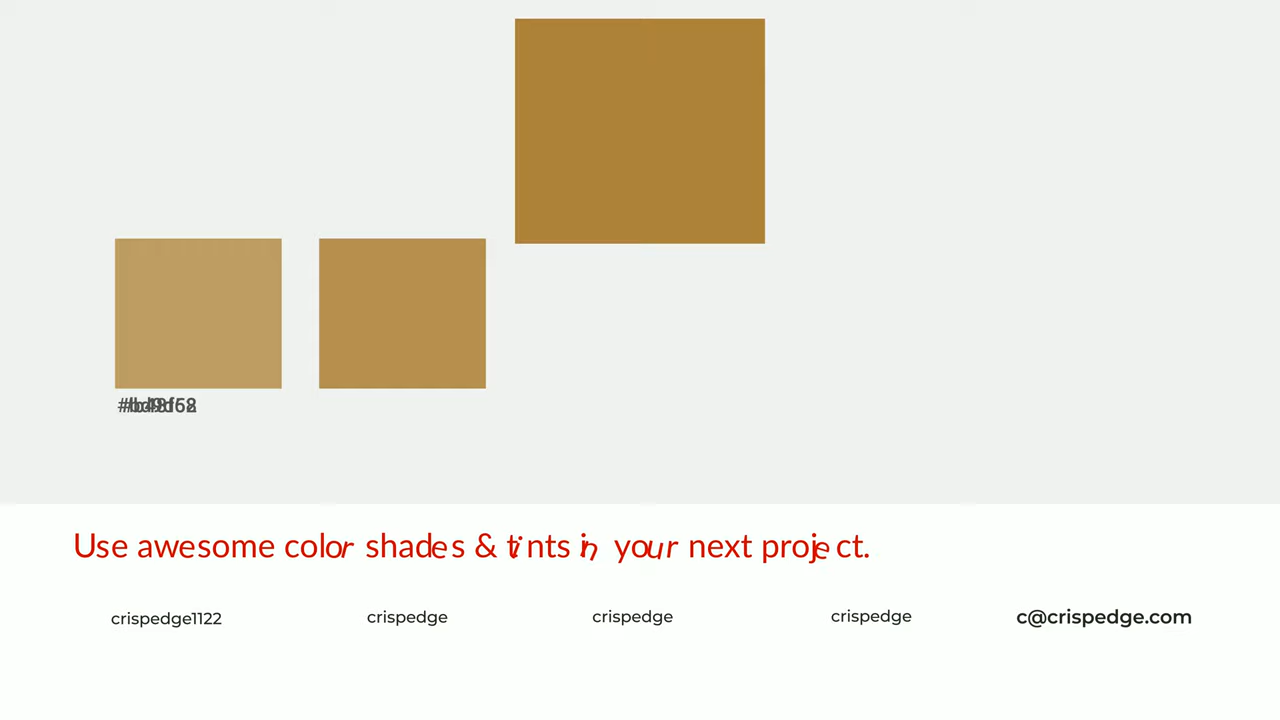 Use awesome color shades & tints in your next project.
crispedge1122 crispedge crispedge crispedge c@crispedge.com